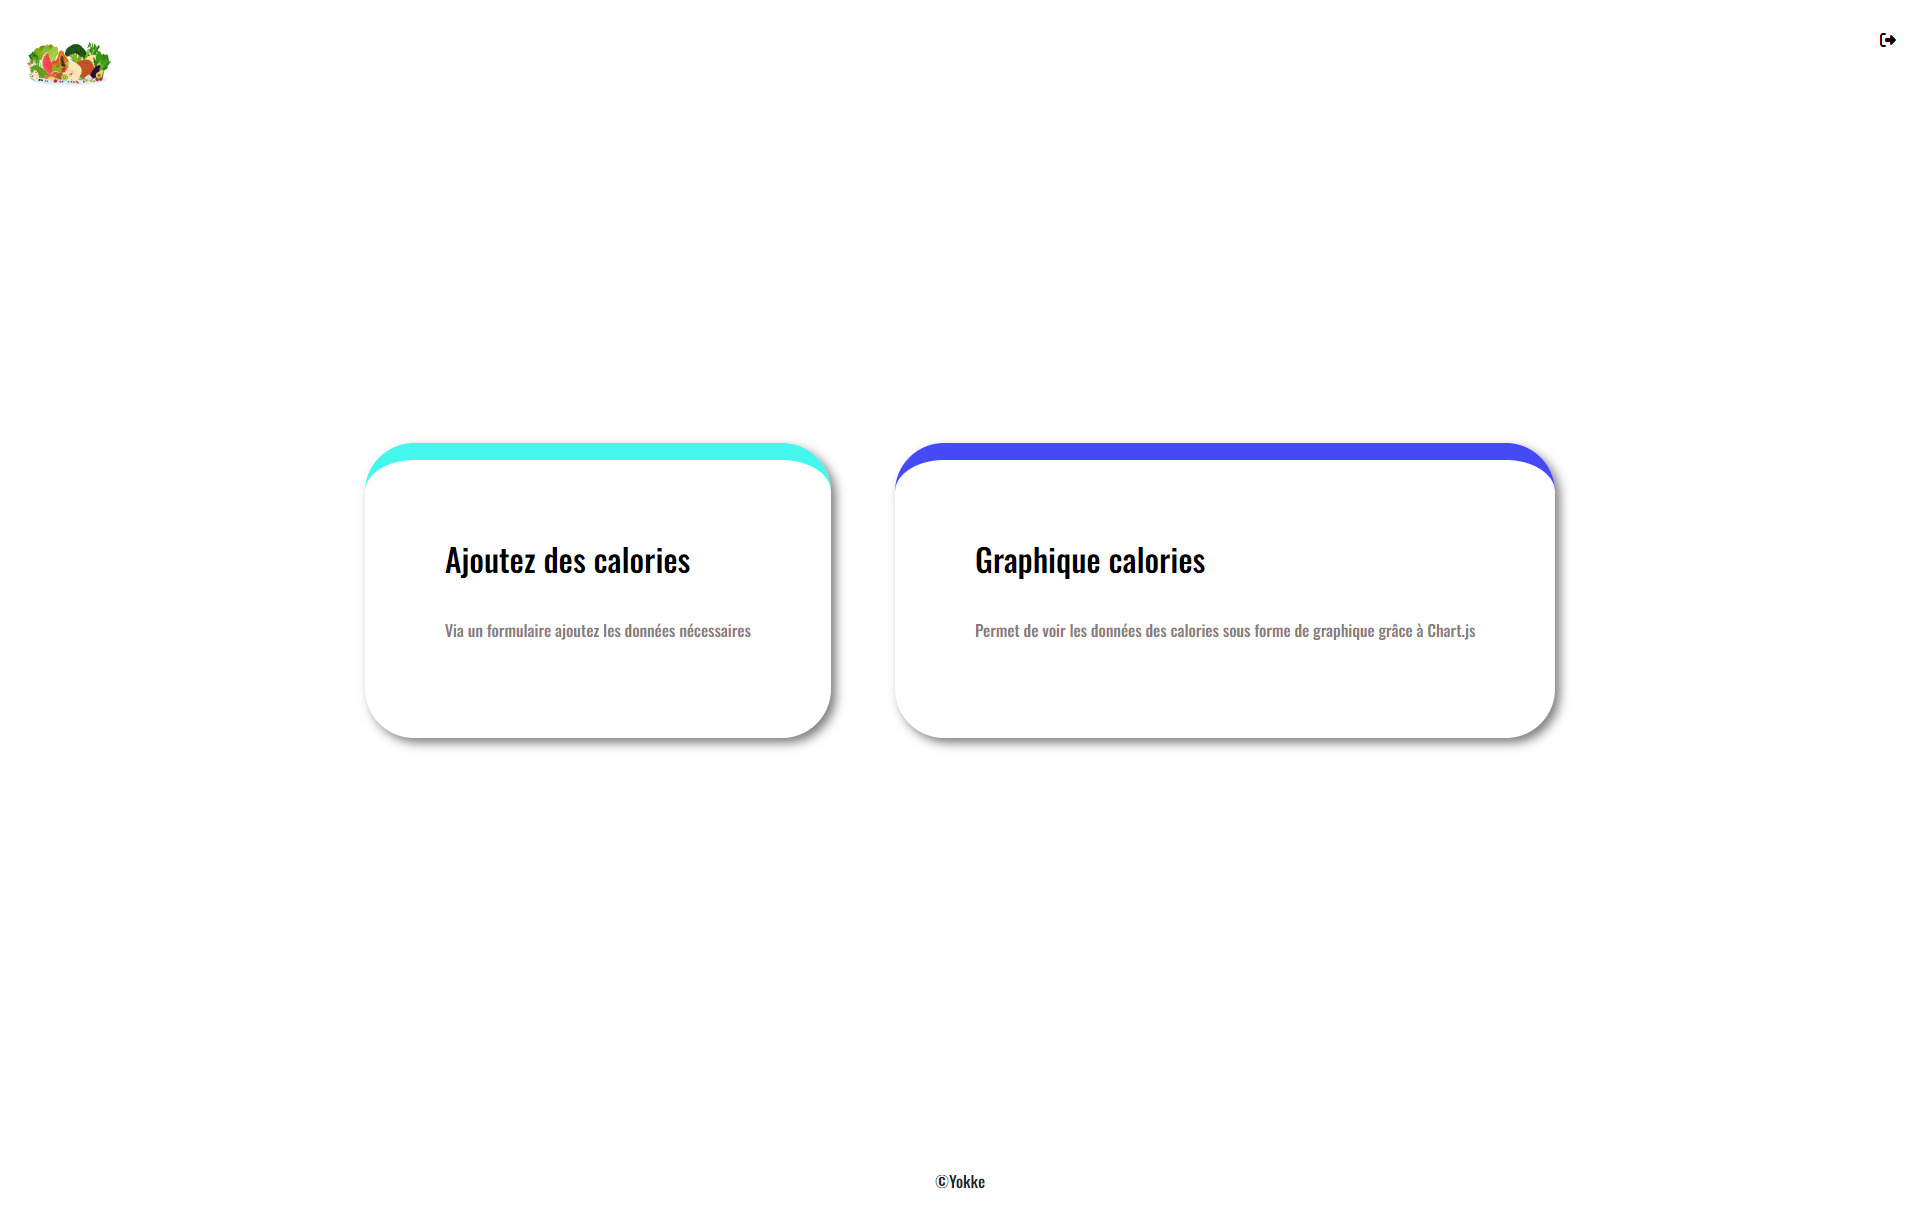 Ajoutez des calories
Via un formulaire ajoutez les données nécessaires
Graphique calories
Permet de voir les données des calories sous forme de graphique grâce à Chart.js
©Yokke